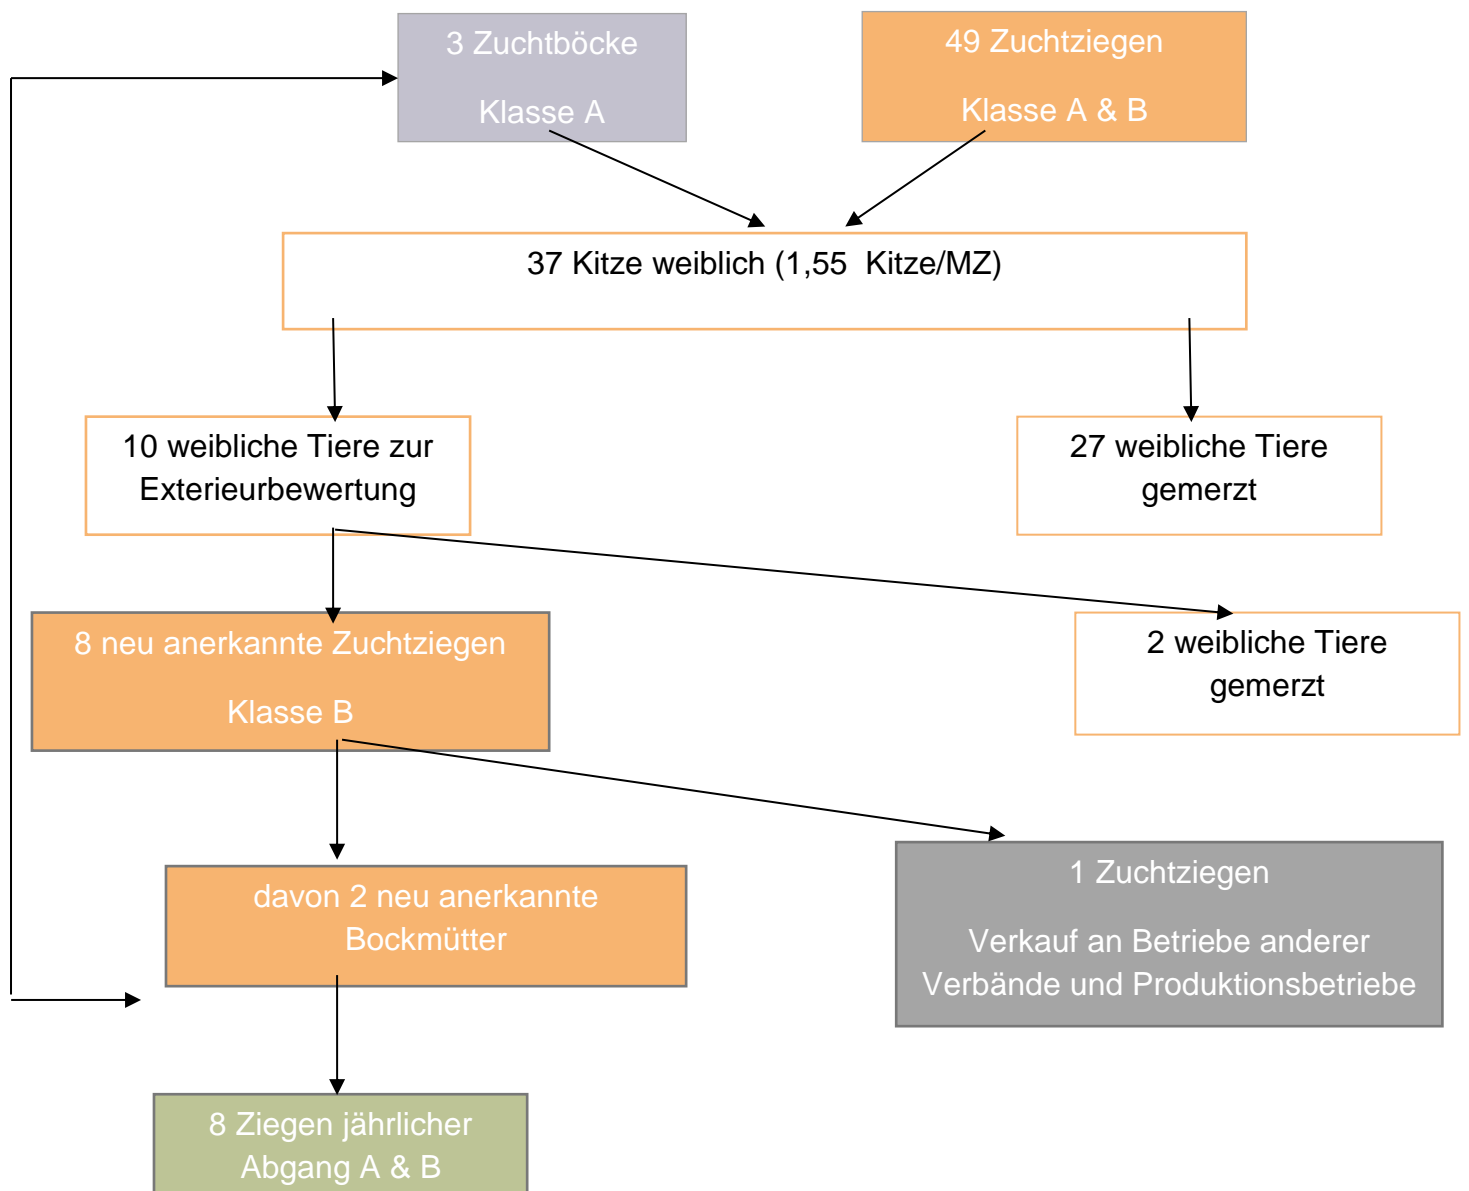 3 Zuchtböcke
Klasse A
49 Zuchtziegen
Klasse A & B
37 Kitze weiblich (1,55 Kitze/MZ)
10 weibliche Tiere zur
Exterieurbewertung
27 weibliche Tiere
gemerzt
8 neu anerkannte Zuchtziegen
Klasse B
2 weibliche Tiere
gemerzt
davon 2 neu anerkannte
Bockmütter
1 Zuchtziegen
Verkauf an Betriebe anderer
Verbände und Produktionsbetriebe
8 Ziegen jährlicher
Abgang A & B